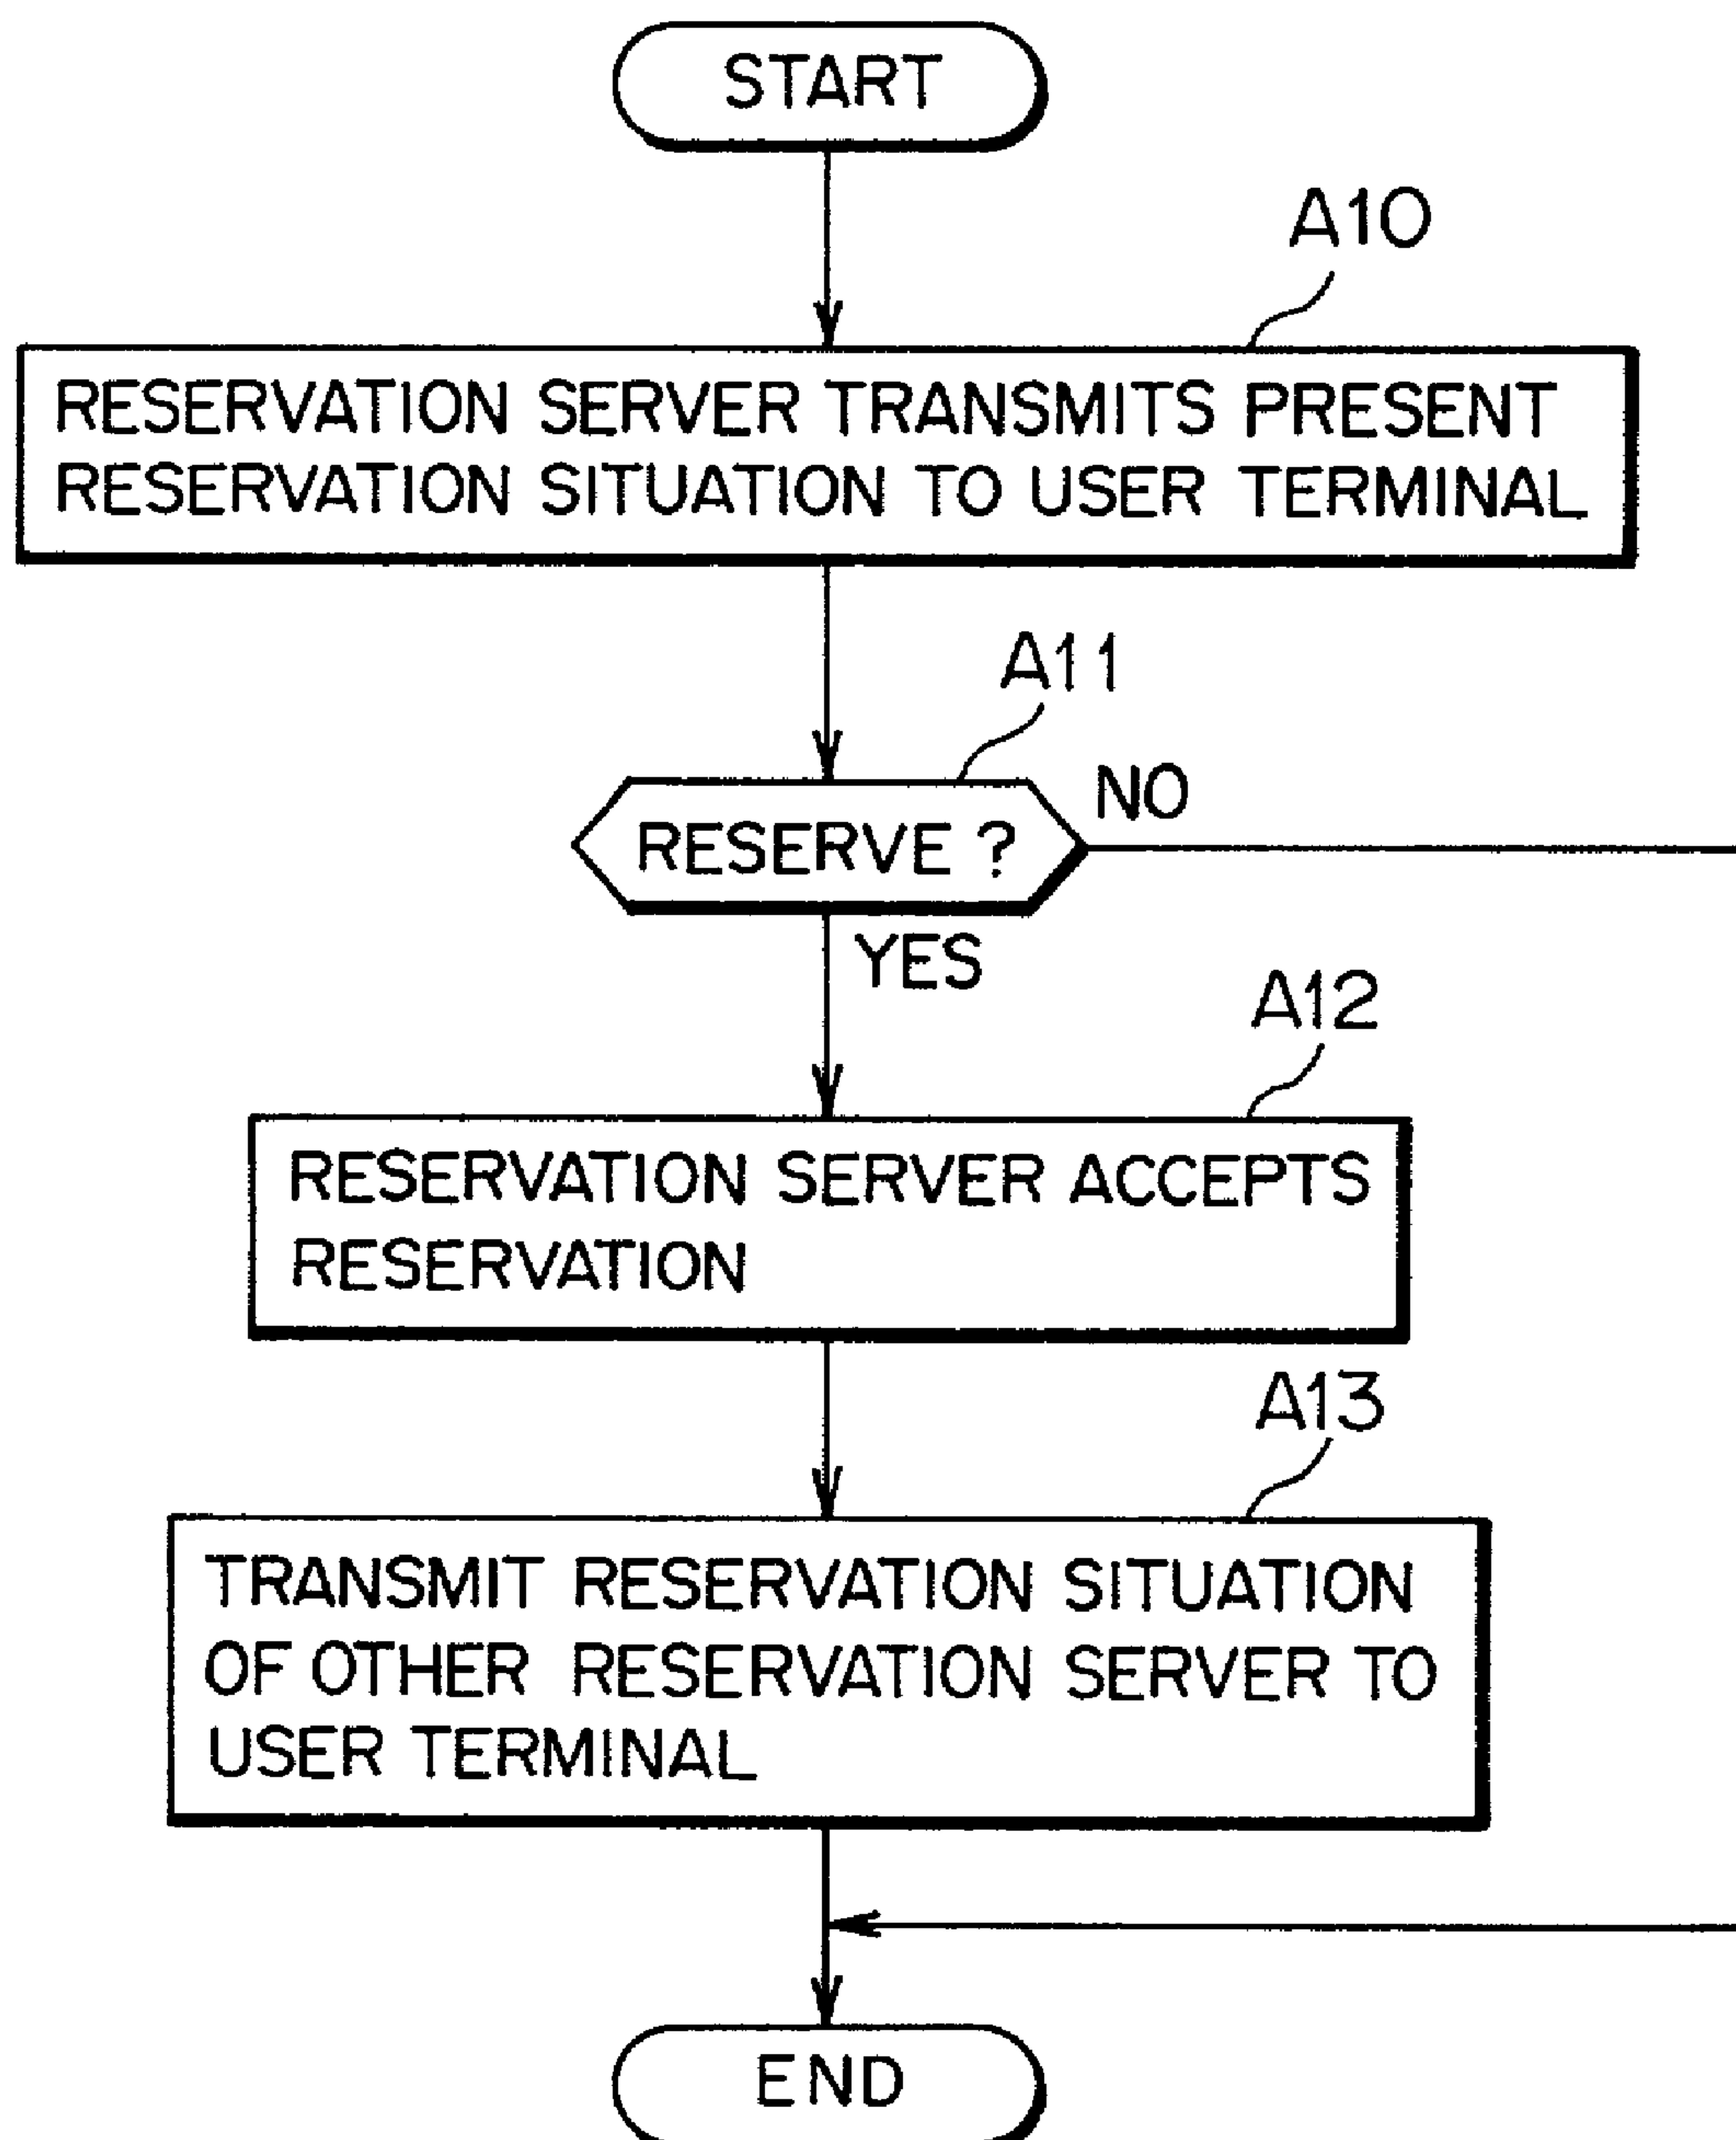 START
A10
RESERVATION SERVER TRANSMITS PRESENT
RESERVATION SITUATION TO USER TERMINAL
A11
NO
RESERVE ?
YES
A12
RESERVATION SERVER ACCEPTS
RESERVATION
A13
TRANSMIT RESERVATION SITUATION
OF OTHER RESERVATION SERVER TO
USER TERMINAL
END